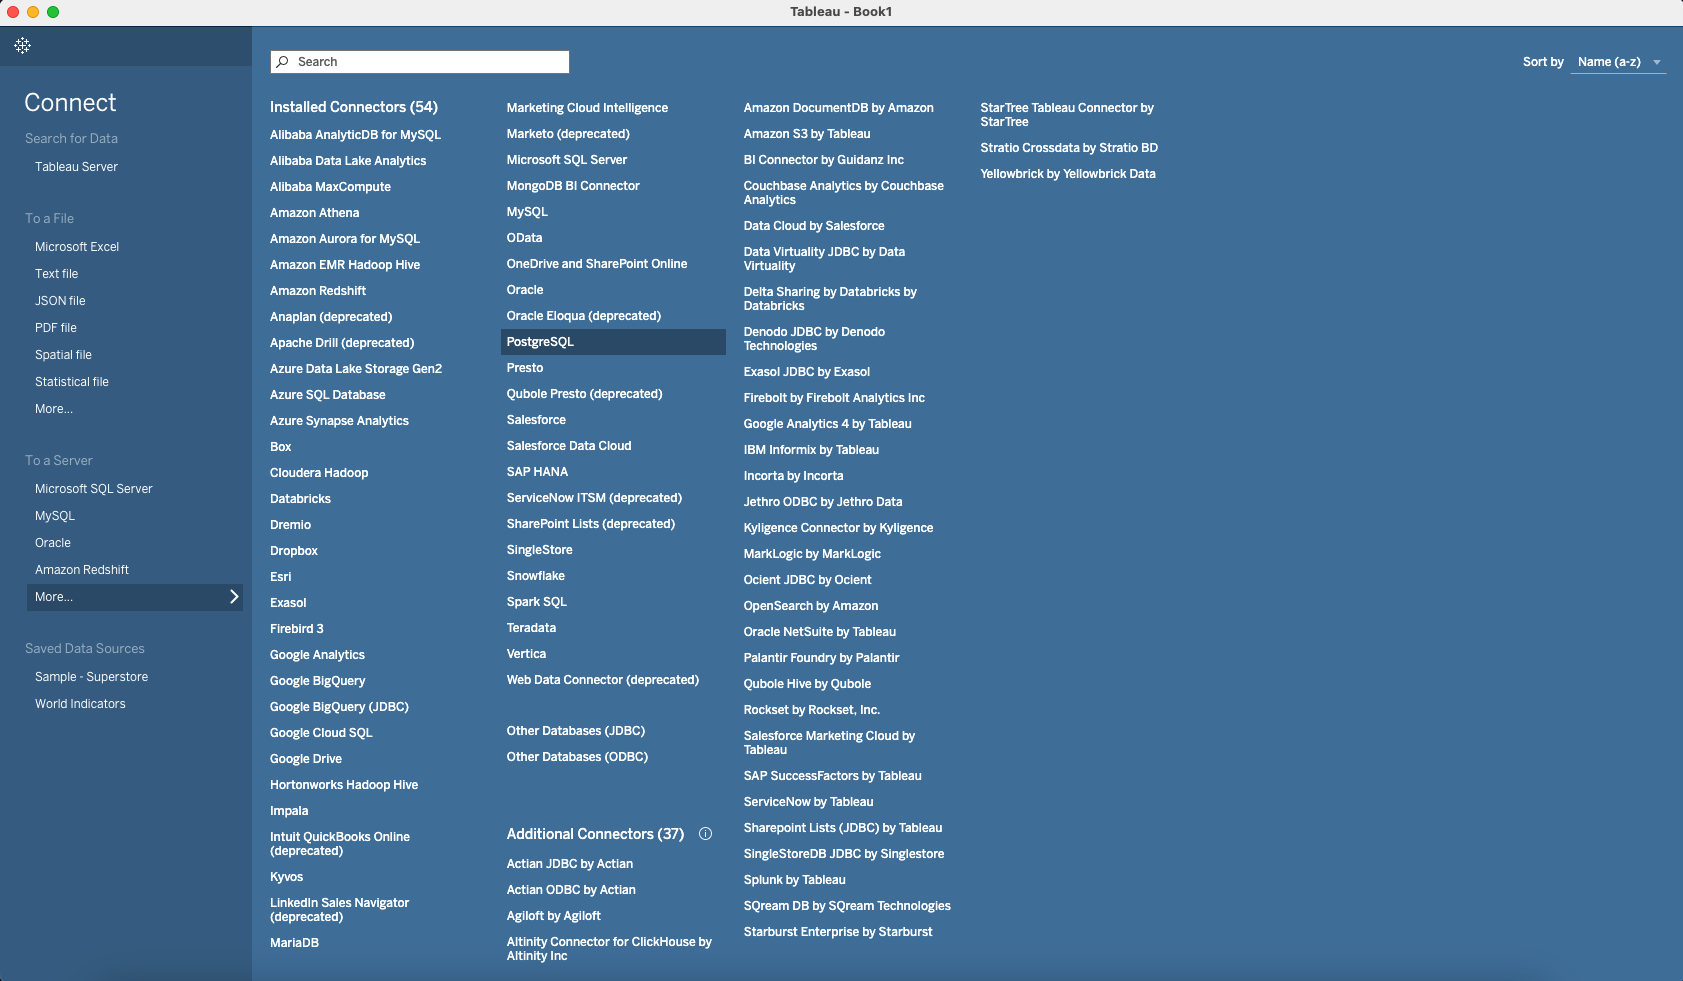 Tableau - Book1
Connect
Search for Data
Tableau Server
To a File
Microsoft Excel
Text file
JSON file
PDF file
Spatial file
Statistical file
More...
To a Server
Microsoft SQL Server
MySQL
Oracle
Amazon Redshift
More...
Saved Data Sources
Sample - Superstore
World Indicators
Search
Sort by Name (a-z)
Installed Connectors (54)
Alibaba AnalyticDB for MySQL
Alibaba Data Lake Analytics
Alibaba MaxCompute
Amazon Athena
Amazon Aurora for MySQL
Amazon EMR Hadoop Hive
Amazon Redshift
Anaplan (deprecated)
Apache Drill (deprecated)
Azure Data Lake Storage Gen2
Azure SQL Database
Azure Synapse Analytics
Box
Cloudera Hadoop
Databricks
Dremio
Dropbox
Esri
Exasol
Firebird 3
Google Analytics
Google BigQuery
Google BigQuery (JDBC)
Google Cloud SQL
Google Drive
Hortonworks Hadoop Hive
Impala
Intuit QuickBooks Online
(deprecated)
Kyvos
LinkedIn Sales Navigator
(deprecated)
MariaDB
Marketing Cloud Intelligence
Marketo (deprecated)
Microsoft SQL Server
MongoDB BI Connector
MySQL
OData
OneDrive and SharePoint Online
Oracle
Oracle Eloqua (deprecated)
PostgreSQL
Presto
Qubole Presto (deprecated)
Salesforce
Salesforce Data Cloud
SAP HANA
ServiceNow ITSM (deprecated)
SharePoint Lists (deprecated)
SingleStore
Snowflake
Spark SQL
Teradata
Vertica
Web Data Connector (deprecated)
Other Databases (JDBC)
Other Databases (ODBC)
Additional Connectors (37)
Actian JDBC by Actian
Actian ODBC by Actian
Agiloft by Agiloft
Altinity Connector for ClickHouse by
Altinity Inc
Amazon DocumentDB by Amazon
Amazon S3 by Tableau
BI Connector by Guidanz Inc
Couchbase Analytics by Couchbase
Analytics
Data Cloud by Salesforce
Data Virtuality JDBC by Data
Virtuality
Delta Sharing by Databricks by
Databricks
Denodo JDBC by Denodo
Technologies
Exasol JDBC by Exasol
Firebolt by Firebolt Analytics Inc
Google Analytics 4 by Tableau
IBM Informix by Tableau
Incorta by Incorta
Jethro ODBC by Jethro Data
Kyligence Connector by Kyligence
MarkLogic by MarkLogic
Ocient JDBC by Ocient
OpenSearch by Amazon
Oracle NetSuite by Tableau
Palantir Foundry by Palantir
Qubole Hive by Qubole
Rockset by Rockset, Inc.
Salesforce Marketing Cloud by
Tableau
SAP SuccessFactors by Tableau
ServiceNow by Tableau
Sharepoint Lists (JDBC) by Tableau
SingleStoreDB JDBC by Singlestore
Splunk by Tableau
SQream DB by SQream Technologies
Starburst Enterprise by Starburst
StarTree Tableau Connector by
StarTree
Stratio Crossdata by Stratio BD
Yellowbrick by Yellowbrick Data